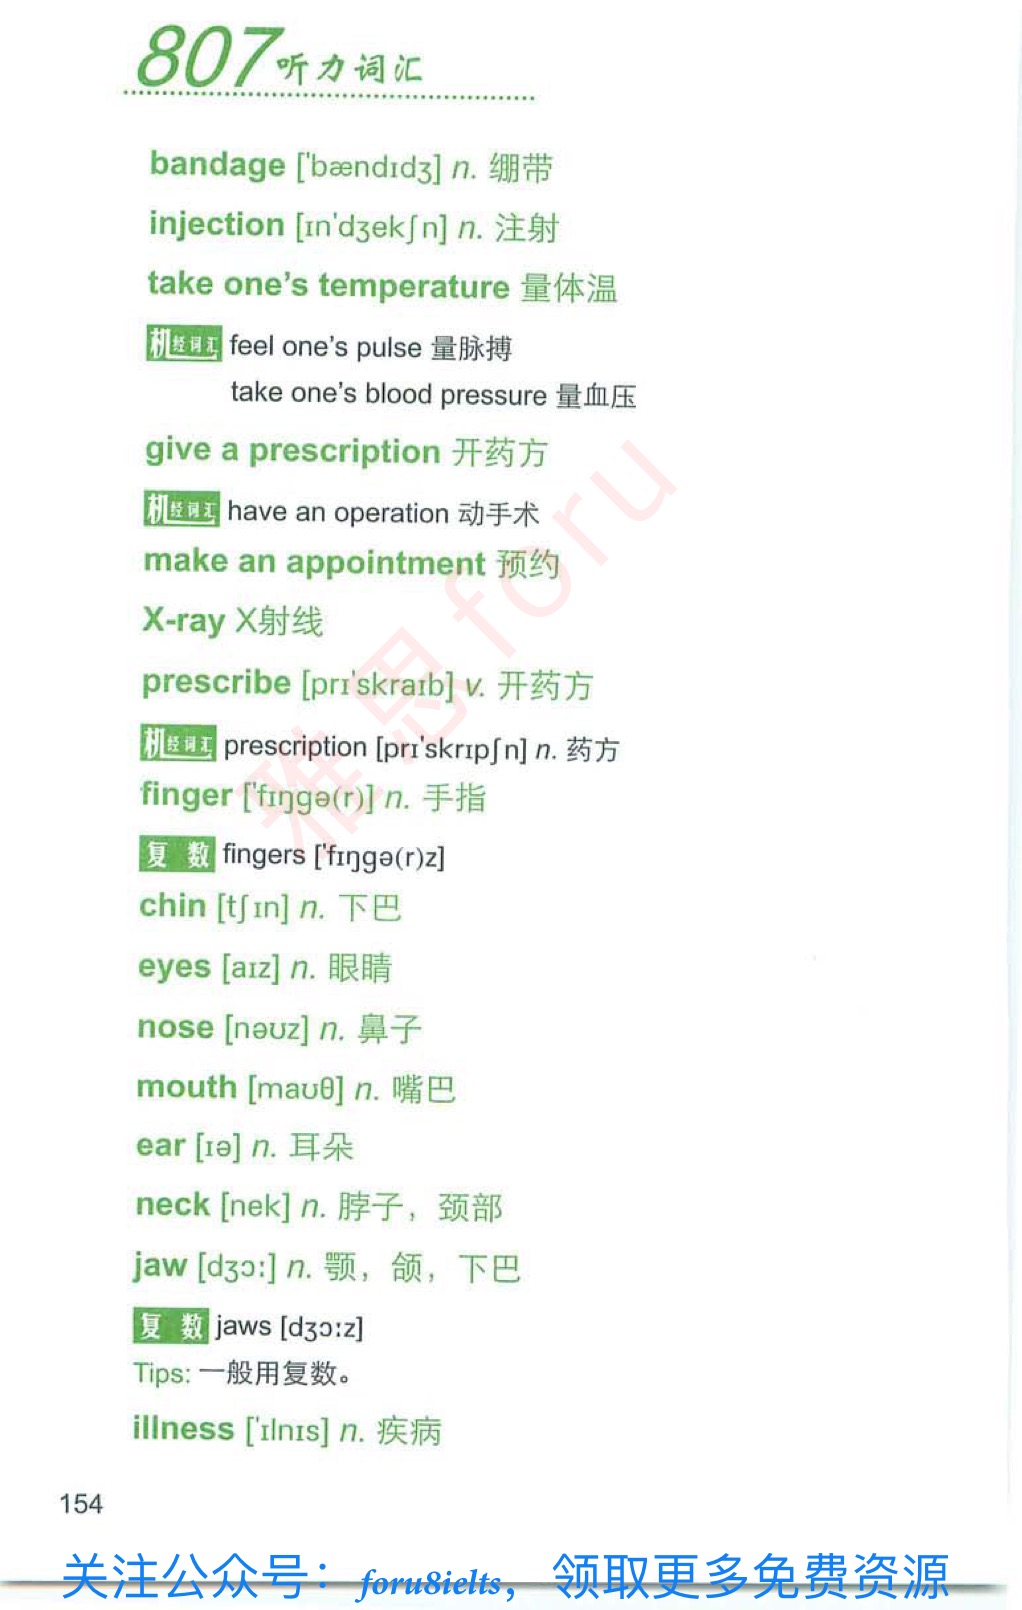 807听力词汇
bandage ['bændɪdʒ] n. 绷带
injection [ɪn'dʒekʃn] n. 注射
take one's temperature 量体温
机经词汇 feel one's pulse 量脉搏
take one's blood pressure 量血压
give a prescription 开药方
机经词汇 have an operation 动手术
make an appointment 预约
X-ray X射线
prescribe [prɪ'skraɪb] v. 开药方
机经词汇 prescription [prɪ'skrɪpʃn] n. 药方
finger ['fɪŋgə(r)] n. 手指
复数 fingers ['fɪŋgə(r)z]
chin [tʃɪn] n. 下巴
eyes [aɪz] n. 眼睛
nose [nəʊz] n. 鼻子
mouth [maʊθ] n. 嘴巴
ear [ɪə] n. 耳朵
neck [nek] n. 脖子，颈部
jaw [dʒɔː] n. 颚，颌，下巴
复数 jaws [dʒɔːz]
Tips: 一般用复数。
illness ['ɪlnɪs] n. 疾病
154
雅思foru
关注公众号：foru8ielts，领取更多免费资源